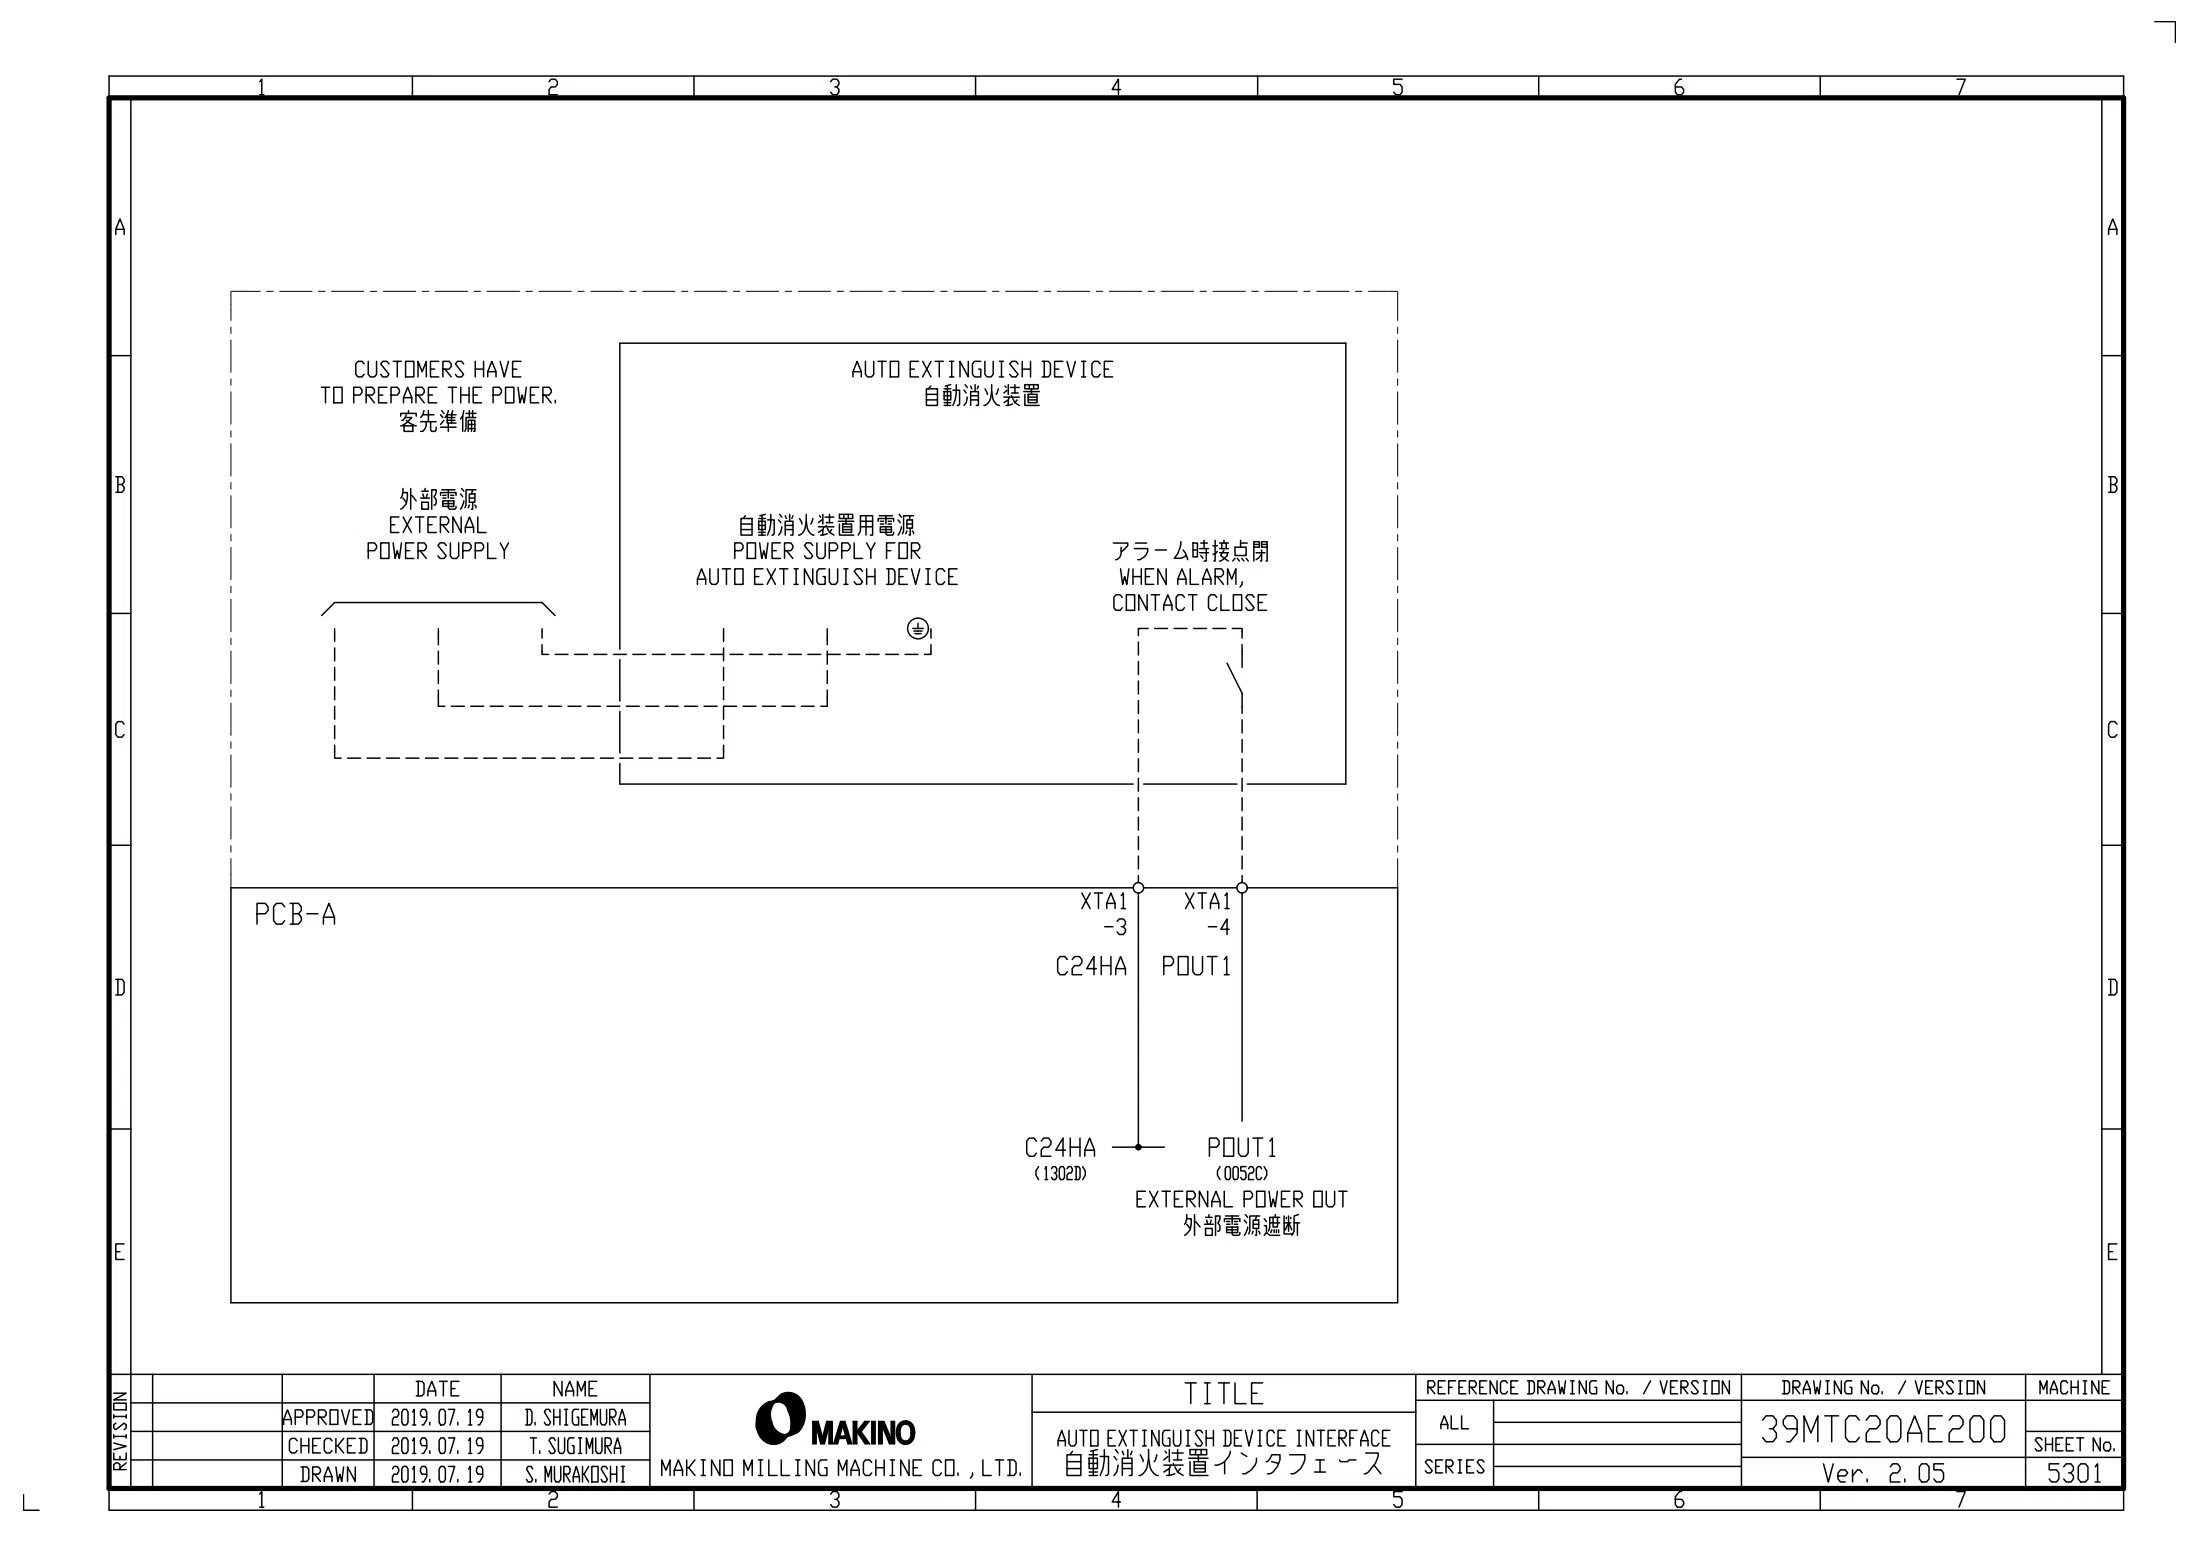 1 2 3 4 5 6 7
A A
CUSTOMERS HAVE
TO PREPARE THE POWER.
客先準備
AUTO EXTINGUISH DEVICE
自動消火装置
B B
外部電源
EXTERNAL
POWER SUPPLY
自動消火装置用電源
POWER SUPPLY FOR
AUTO EXTINGUISH DEVICE
アラーム時接点閉
WHEN ALARM,
CONTACT CLOSE
C C
PCB-A
XTA1
-3
XTA1
-4
C24HA
POUT1
D D
C24HA
(1302D)
POUT1
(0052C)
EXTERNAL POWER OUT
外部電源遮断
E E
REVISION
DATE NAME
APPROVED 2019.07.19 D. SHIGEMURA
CHECKED 2019.07.19 T. SUGIMURA
DRAWN 2019.07.19 S. MURAKOSHI
MAKINO
MAKINO MILLING MACHINE CO.,LTD.
TITLE
AUTO EXTINGUISH DEVICE INTERFACE
自動消火装置インタフェース
REFERENCE DRAWING No. / VERSION
ALL
SERIES
DRAWING No. / VERSION
39MTC20AE200
Ver. 2.05
MACHINE
SHEET No.
5301
1 2 3 4 5 6 7